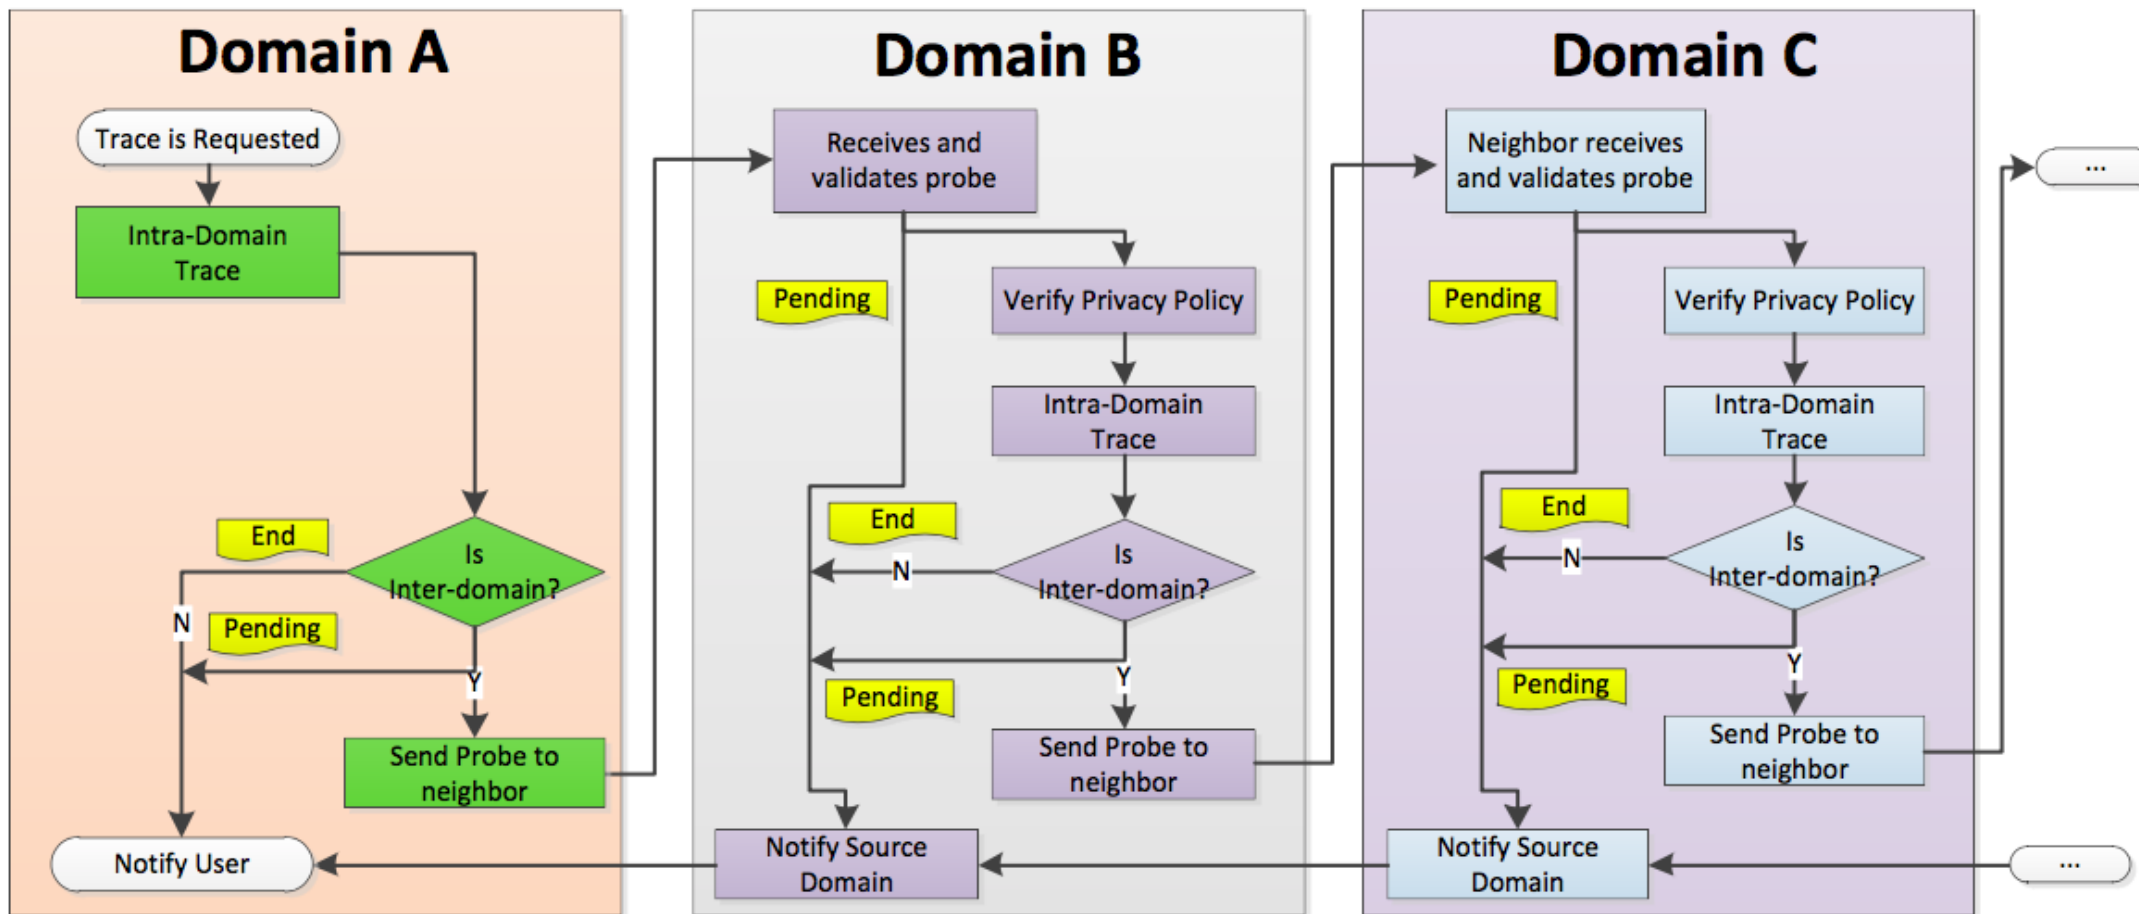 Domain A
Trace is Requested
Intra-Domain
Trace
End
Is
Inter-domain?
N
Pending
Y
Send Probe to
neighbor
Notify User
Domain B
Receives and
validates probe
Pending
Verify Privacy Policy
Intra-Domain
Trace
End
Is
Inter-domain?
N
Y
Pending
Send Probe to
neighbor
Notify Source
Domain
Domain C
Neighbor receives
and validates probe
Pending
Verify Privacy Policy
Intra-Domain
Trace
End
Is
Inter-domain?
N
Y
Pending
Send Probe to
neighbor
Notify Source
Domain
...
...